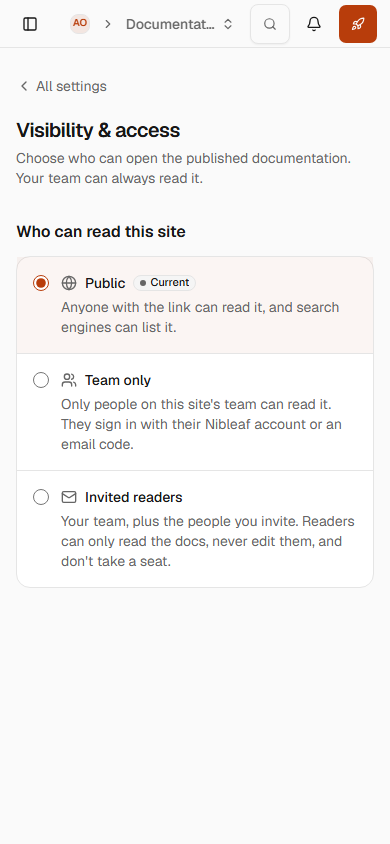 AO
Documentat...
All settings
Visibility & access
Choose who can open the published documentation.
Your team can always read it.
Who can read this site
Public
Current
Anyone with the link can read it, and search
engines can list it.
Team only
Only people on this site's team can read it.
They sign in with their Nibleaf account or an
email code.
Invited readers
Your team, plus the people you invite. Readers
can only read the docs, never edit them, and
don't take a seat.